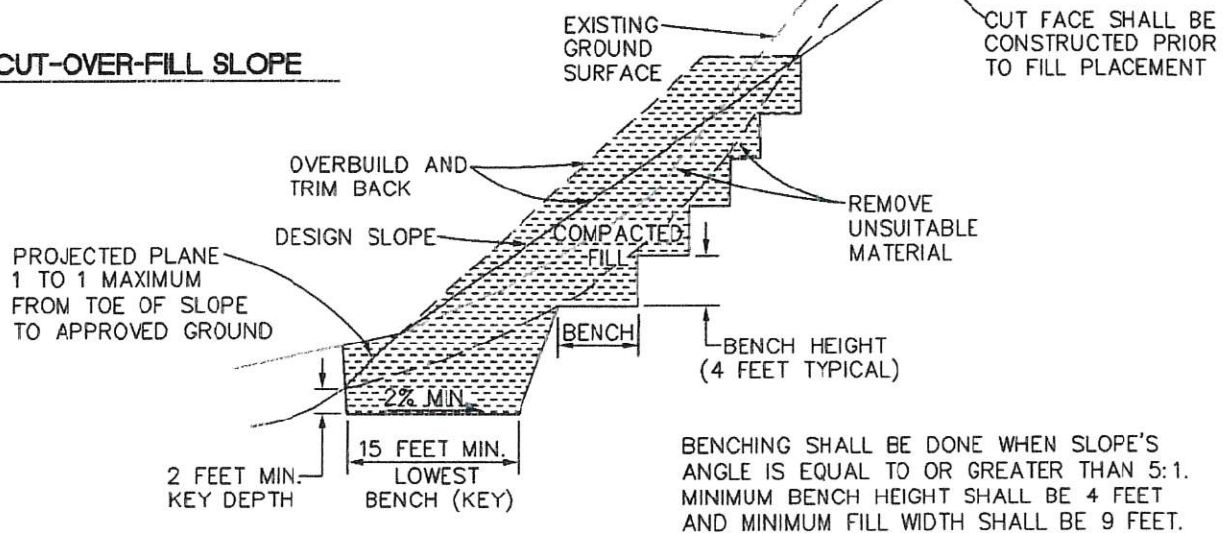 CUT-OVER-FILL SLOPE
EXISTING
GROUND
SURFACE
CUT FACE SHALL BE
CONSTRUCTED PRIOR
TO FILL PLACEMENT
OVERBUILD AND
TRIM BACK
DESIGN SLOPE
COMPACTED
FILL
REMOVE
UNSUITABLE
MATERIAL
PROJECTED PLANE
1 TO 1 MAXIMUM
FROM TOE OF SLOPE
TO APPROVED GROUND
BENCH
BENCH HEIGHT
(4 FEET TYPICAL)
2% MIN.
2 FEET MIN.
KEY DEPTH
15 FEET MIN.
LOWEST
BENCH (KEY)
BENCHING SHALL BE DONE WHEN SLOPE'S
ANGLE IS EQUAL TO OR GREATER THAN 5:1.
MINIMUM BENCH HEIGHT SHALL BE 4 FEET
AND MINIMUM FILL WIDTH SHALL BE 9 FEET.